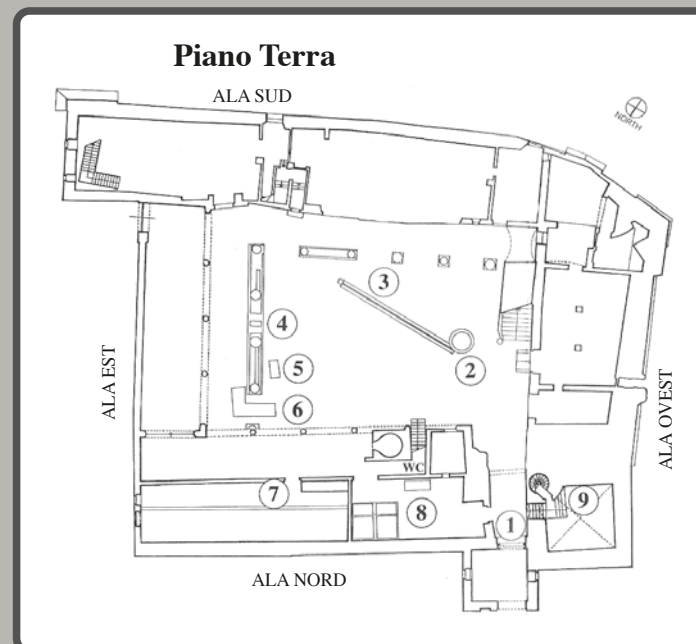 Piano Terra
ALA SUD
NORTH
3
4
5
2
6
ALA EST
ALA OVEST
WC
7
8
1
9
ALA NORD